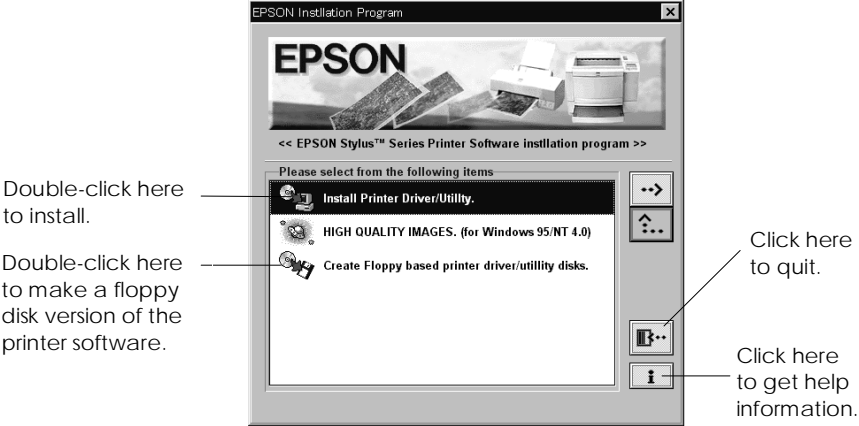 EPSON Instllation Program
EPSON
<< EPSON Stylus™ Series Printer Software instllation program >>
Please select from the following items
Install Printer Driver/Utillty.
HIGH QUALITY IMAGES. (for Windows 95/NT 4.0)
Create Floppy based printer driver/utillity disks.
Double-click here
to install.
Double-click here
to make a floppy
disk version of the
printer software.
Click here
to quit.
Click here
to get help
information.